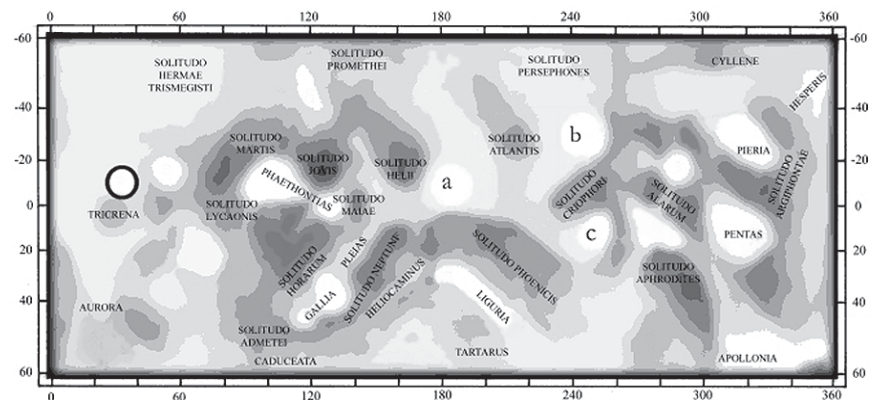 0 60 120 180 240 300 360
-60 -60
SOLITUDO
HERMAE
TRISMEGISTI
SOLITUDO
PROMETHEI
SOLITUDO
PERSEPHONES
CYLLENE
HESPERIS
-40 -40
SOLITUDO
MARTIS
SOLITUDO
JOVIS
SOLITUDO
HELII
SOLITUDO
ATLANTIS
b
PIERIA
-20 -20
PHAETHONTIAS
a
SOLITUDO
CRIOPHORI
SOLITUDO
ALARUM
SOLITUDO
ARGIPHONTAE
0 0
TRICRENA
SOLITUDO
LYCAONIS
SOLITUDO
MAIAE
c
PENTAS
20 20
SOLITUDO
HORARUM
PLEIAS
SOLITUDO NEPTUNI
HELIOCAMINUS
SOLITUDO PHOENICIS
SOLITUDO
APHRODITES
40 40
AURORA
GALLIA
LIGURIA
SOLITUDO
ADMETEI
CADUCEATA
TARTARUS
APOLLONIA
60 60
0 60 120 180 240 300 360